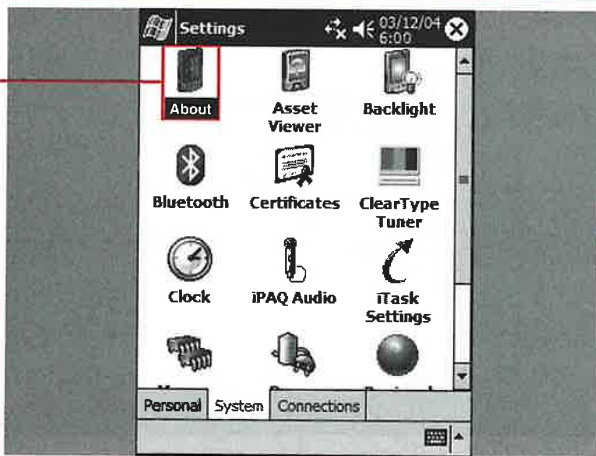 Settings
03/12/04
6:00
About
Asset
Viewer
Backlight
Bluetooth
Certificates
ClearType
Tuner
Clock
iPAQ Audio
iTask
Settings
Personal
System
Connections